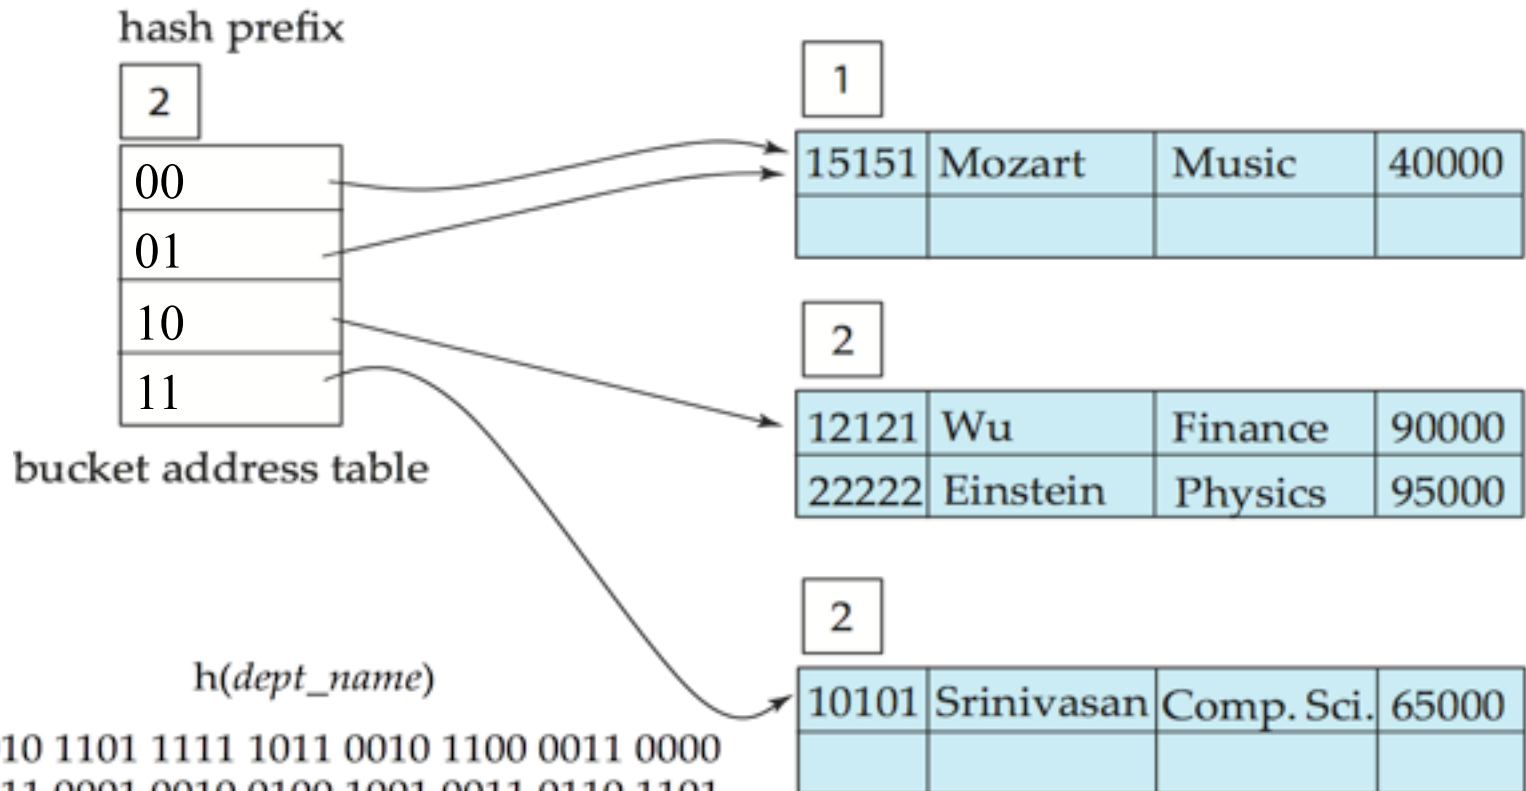 hash prefix
2
00
01
10
11
bucket address table
1
15151 Mozart Music 40000
2
12121 Wu Finance 90000
22222 Einstein Physics 95000
2
10101 Srinivasan Comp. Sci. 65000
h(dept_name)
10 1101 1111 1011 0010 1100 0011 0000